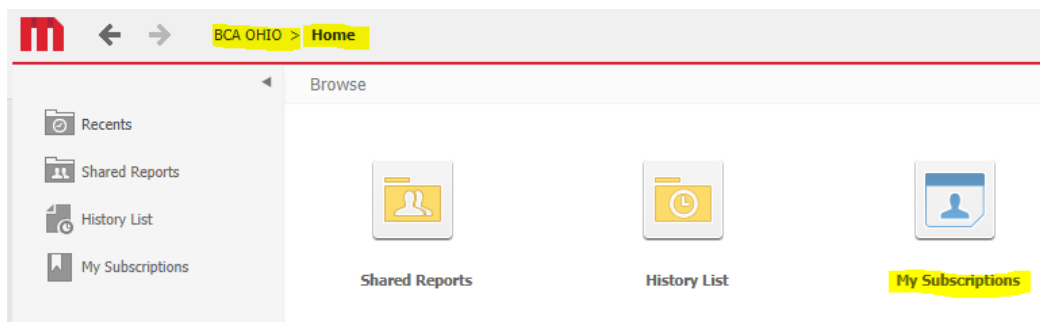 BCA OHIO > Home
Browse
Recents
Shared Reports
History List
My Subscriptions
Shared Reports
History List
My Subscriptions